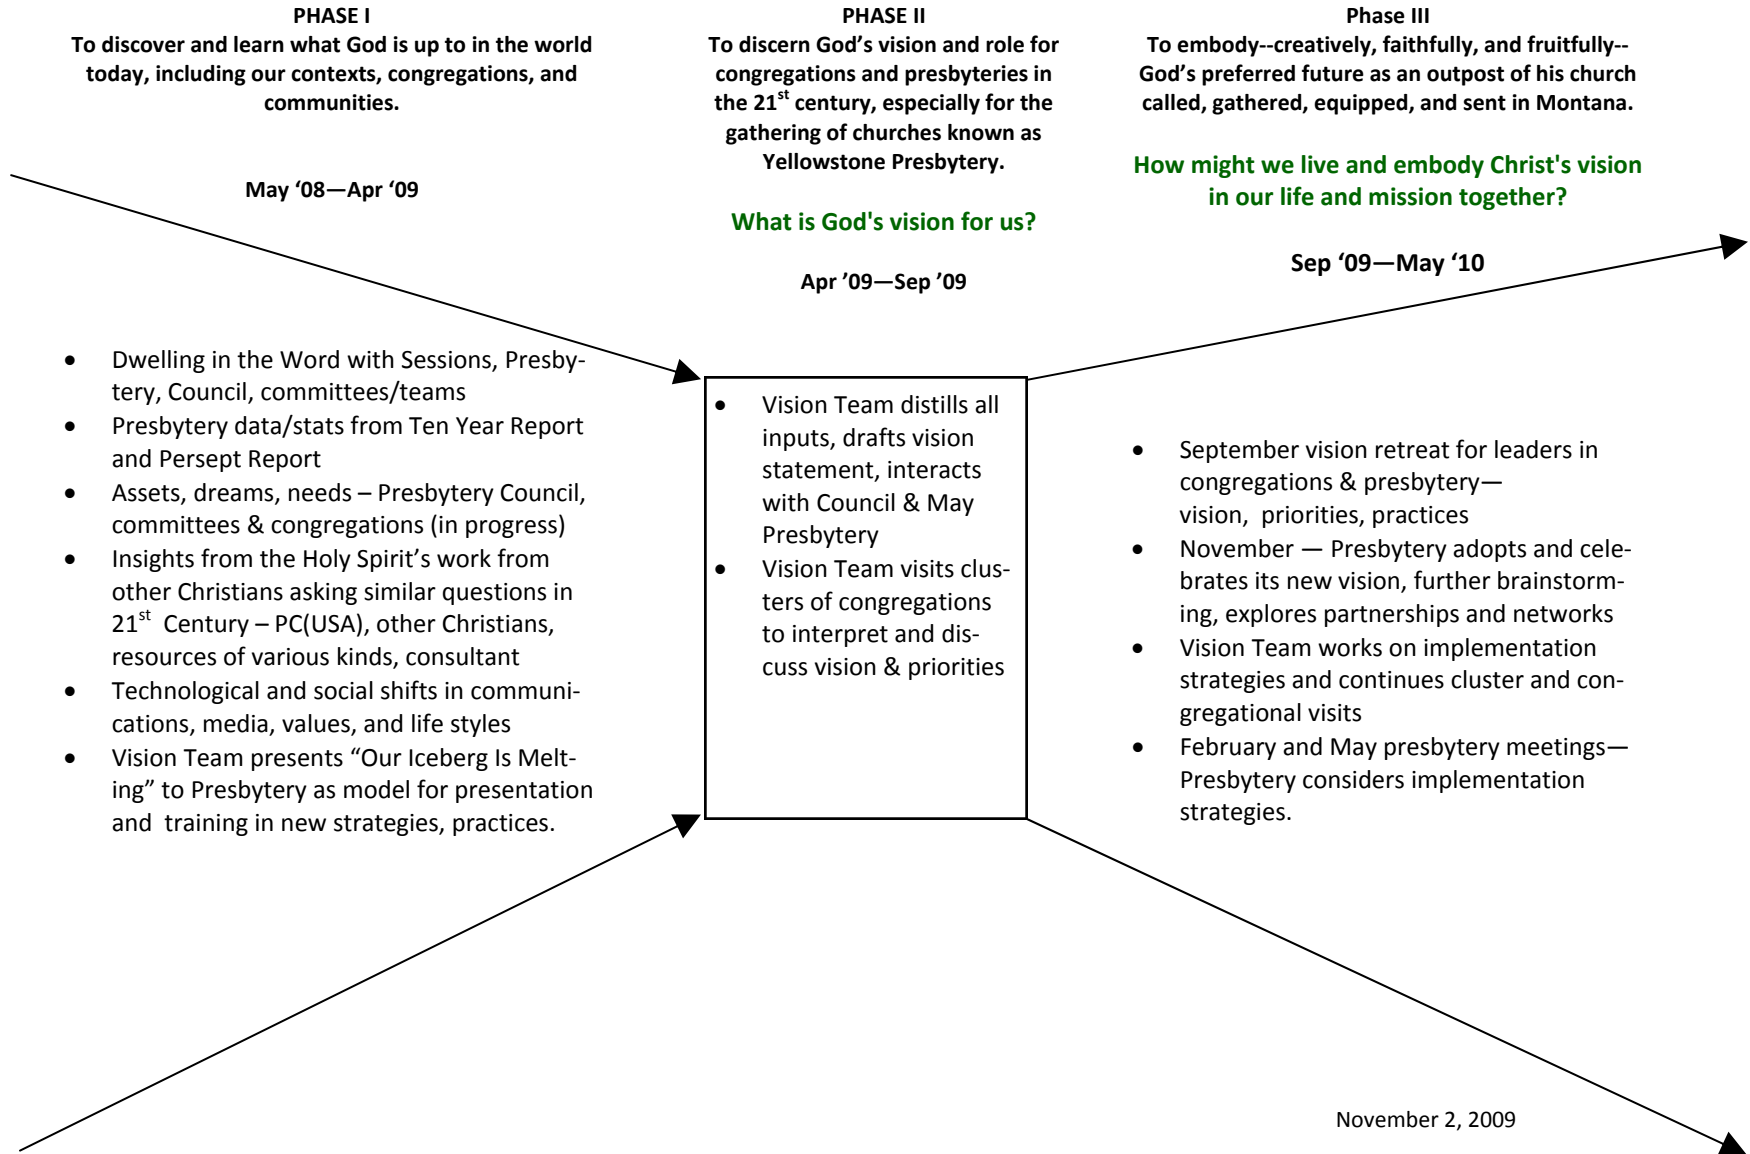 PHASE I
To discover and learn what God is up to in the world
today, including our contexts, congregations, and
communities.
May ‘08—Apr ‘09
PHASE II
To discern God’s vision and role for
congregations and presbyteries in
the 21st century, especially for the
gathering of churches known as
Yellowstone Presbytery.
What is God's vision for us?
Apr ’09—Sep ’09
Phase III
To embody--creatively, faithfully, and fruitfully--
God’s preferred future as an outpost of his church
called, gathered, equipped, and sent in Montana.
How might we live and embody Christ's vision
in our life and mission together?
Sep ‘09—May ‘10
• Dwelling in the Word with Sessions, Presby-
tery, Council, committees/teams
• Presbytery data/stats from Ten Year Report
and Persept Report
• Assets, dreams, needs – Presbytery Council,
committees & congregations (in progress)
• Insights from the Holy Spirit’s work from
other Christians asking similar questions in
21st Century – PC(USA), other Christians,
resources of various kinds, consultant
• Technological and social shifts in communi-
cations, media, values, and life styles
• Vision Team presents “Our Iceberg Is Melt-
ing” to Presbytery as model for presentation
and training in new strategies, practices.
• Vision Team distills all
inputs, drafts vision
statement, interacts
with Council & May
Presbytery
• Vision Team visits clus-
ters of congregations
to interpret and dis-
cuss vision & priorities
• September vision retreat for leaders in
congregations & presbytery—
vision, priorities, practices
• November — Presbytery adopts and cele-
brates its new vision, further brainstorm-
ing, explores partnerships and networks
• Vision Team works on implementation
strategies and continues cluster and con-
gregational visits
• February and May presbytery meetings—
Presbytery considers implementation
strategies.
November 2, 2009